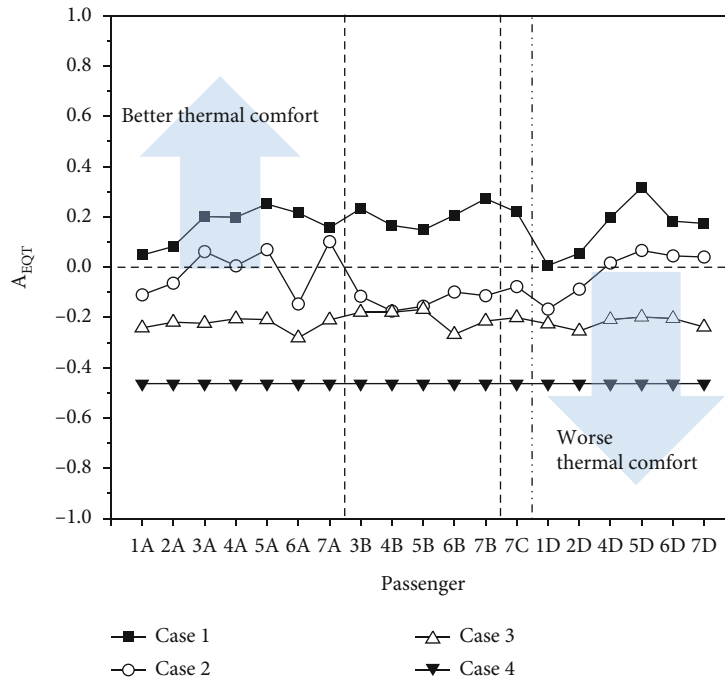 1.0
0.8
0.6
0.4
0.2
0.0
–0.2
–0.4
–0.6
–0.8
–1.0
A_EQT
Better thermal comfort
Worse
thermal comfort
1A 2A 3A 4A 5A 6A 7A 3B 4B 5B 6B 7B 7C 1D 2D 4D 5D 6D 7D
Passenger
Case 1
Case 2
Case 3
Case 4